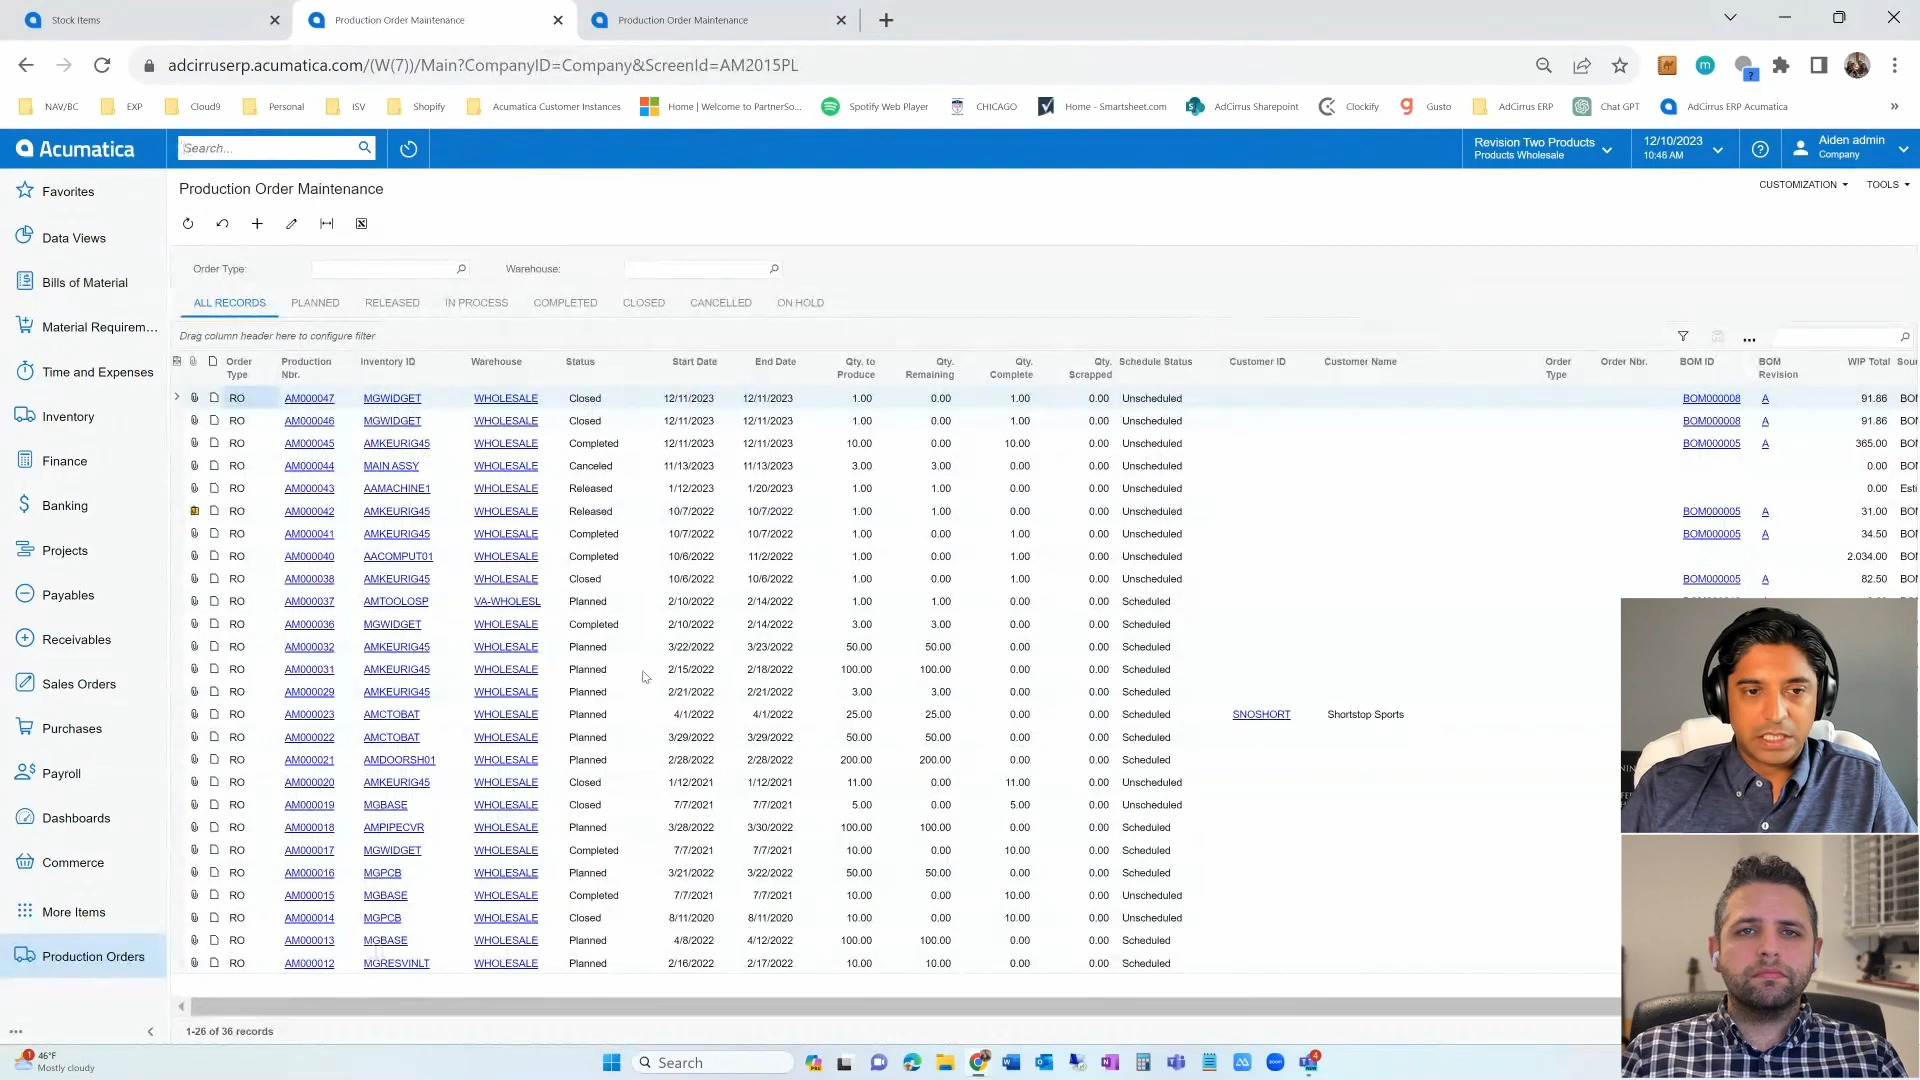 Stock Items
Production Order Maintenance
Production Order Maintenance
adcirruserp.acumatica.com/(W(7))/Main?CompanyID=Company&ScreenId=AM2015PL
NAV/BC EXP Cloud9 Personal ISV Shopify Acumatica Customer Instances Home | Welcome to PartnerSo... Spotify Web Player CHICAGO Home - Smartsheet.com AdCirrus Sharepoint Clockify Gusto AdCirrus ERP Chat GPT AdCirrus ERP Acumatica
Acumatica
Search...
Revision Two Products
Products Wholesale
12/10/2023
10:46 AM
Aiden admin
Company
Favorites
Data Views
Bills of Material
Material Requirem...
Time and Expenses
Inventory
Finance
Banking
Projects
Payables
Receivables
Sales Orders
Purchases
Payroll
Dashboards
Commerce
More Items
Production Orders
Production Order Maintenance
CUSTOMIZATION TOOLS
Order Type: Warehouse:
ALL RECORDS PLANNED RELEASED IN PROCESS COMPLETED CLOSED CANCELLED ON HOLD
Drag column header here to configure filter
Order Type Production Nbr. Inventory ID Warehouse Status Start Date End Date Qty. to Produce Qty. Remaining Qty. Complete Qty. Scrapped Schedule Status Customer ID Customer Name Order Type Order Nbr. BOM ID BOM Revision WIP Total Sour
RO AM000047 MGWIDGET WHOLESALE Closed 12/11/2023 12/11/2023 1.00 0.00 1.00 0.00 Unscheduled BOM000008 A 91.86 BOM
RO AM000046 MGWIDGET WHOLESALE Closed 12/11/2023 12/11/2023 1.00 0.00 1.00 0.00 Unscheduled BOM000008 A 91.86 BOM
RO AM000045 AMKEURIG45 WHOLESALE Completed 12/11/2023 12/11/2023 10.00 0.00 10.00 0.00 Unscheduled BOM000005 A 365.00 BOM
RO AM000044 MAIN ASSY WHOLESALE Canceled 11/13/2023 11/13/2023 3.00 3.00 0.00 0.00 Unscheduled 0.00 BOM
RO AM000043 AAMACHINE1 WHOLESALE Released 1/12/2023 1/20/2023 1.00 1.00 0.00 0.00 Unscheduled 0.00 Esti
RO AM000042 AMKEURIG45 WHOLESALE Released 10/7/2022 10/7/2022 1.00 1.00 0.00 0.00 Unscheduled BOM000005 A 31.00 BOM
RO AM000041 AMKEURIG45 WHOLESALE Completed 10/7/2022 10/7/2022 1.00 0.00 1.00 0.00 Unscheduled BOM000005 A 34.50 BOM
RO AM000040 AACOMPUT01 WHOLESALE Completed 10/6/2022 11/2/2022 1.00 0.00 1.00 0.00 Unscheduled 2,034.00 BOM
RO AM000038 AMKEURIG45 WHOLESALE Closed 10/6/2022 10/6/2022 1.00 0.00 1.00 0.00 Unscheduled BOM000005 A 82.50 BOM
RO AM000037 AMTOOLOSP VA-WHOLESL Planned 2/10/2022 2/14/2022 1.00 1.00 0.00 0.00 Scheduled
RO AM000036 MGWIDGET WHOLESALE Completed 2/10/2022 2/14/2022 3.00 0.00 3.00 0.00 Scheduled
RO AM000032 AMKEURIG45 WHOLESALE Planned 3/22/2022 3/23/2022 50.00 50.00 0.00 0.00 Scheduled
RO AM000031 AMKEURIG45 WHOLESALE Planned 2/15/2022 2/18/2022 100.00 100.00 0.00 0.00 Scheduled
RO AM000029 AMKEURIG45 WHOLESALE Planned 2/21/2022 2/21/2022 3.00 3.00 0.00 0.00 Scheduled
RO AM000023 AMCTOBAT WHOLESALE Planned 4/1/2022 4/1/2022 25.00 25.00 0.00 0.00 Scheduled SNOSHORT Shortstop Sports
RO AM000022 AMCTOBAT WHOLESALE Planned 3/29/2022 3/29/2022 50.00 50.00 0.00 0.00 Scheduled
RO AM000021 AMDOORSH01 WHOLESALE Planned 2/28/2022 2/28/2022 200.00 200.00 0.00 0.00 Scheduled
RO AM000020 AMKEURIG45 WHOLESALE Closed 1/12/2021 1/12/2021 11.00 0.00 11.00 0.00 Unscheduled
RO AM000019 MGBASE WHOLESALE Closed 7/7/2021 7/7/2021 5.00 0.00 5.00 0.00 Unscheduled
RO AM000018 AMPIPECVR WHOLESALE Planned 3/28/2022 3/30/2022 100.00 100.00 0.00 0.00 Scheduled
RO AM000017 MGWIDGET WHOLESALE Completed 7/7/2021 7/7/2021 10.00 0.00 10.00 0.00 Scheduled
RO AM000016 MGPCB WHOLESALE Planned 3/21/2022 3/22/2022 50.00 50.00 0.00 0.00 Scheduled
RO AM000015 MGBASE WHOLESALE Completed 7/7/2021 7/7/2021 10.00 0.00 10.00 0.00 Unscheduled
RO AM000014 MGPCB WHOLESALE Closed 8/11/2020 8/11/2020 10.00 0.00 10.00 0.00 Unscheduled
RO AM000013 MGBASE WHOLESALE Planned 4/8/2022 4/12/2022 100.00 100.00 0.00 0.00 Scheduled
RO AM000012 MGRESVINLT WHOLESALE Planned 2/16/2022 2/17/2022 10.00 10.00 0.00 0.00 Scheduled
1-26 of 36 records
46°F
Mostly cloudy
Search